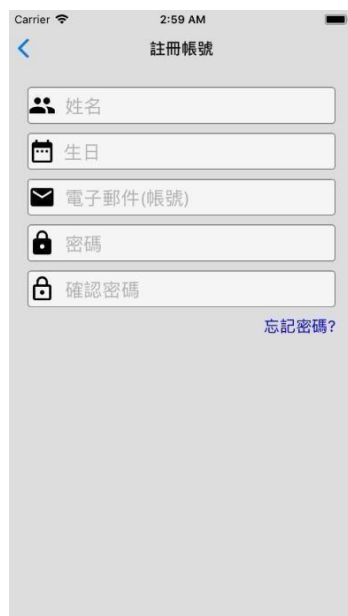 Carrier 2:59 AM
註冊帳號
姓名
生日
電子郵件(帳號)
密碼
確認密碼
忘記密碼?